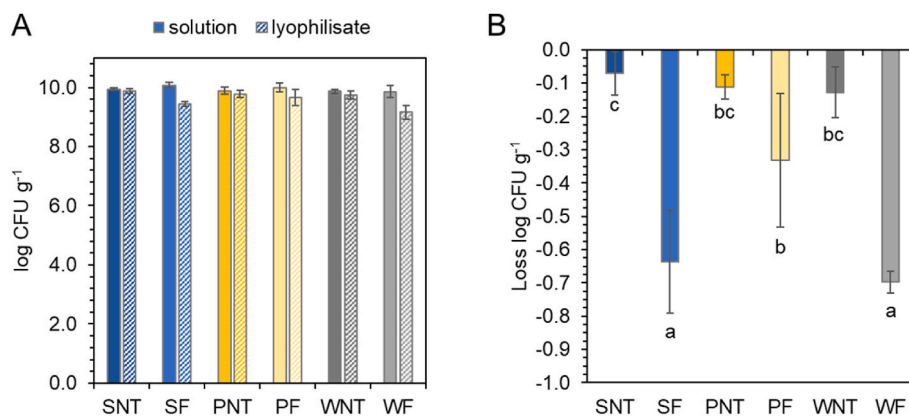 A
solution lyophilisate
log CFU g⁻¹
10.0
8.0
6.0
4.0
2.0
0.0
SNT SF PNT PF WNT WF
B
Loss log CFU g⁻¹
0.0
-0.1
-0.2
-0.3
-0.4
-0.5
-0.6
-0.7
-0.8
-0.9
-1.0
c a bc b bc a
SNT SF PNT PF WNT WF